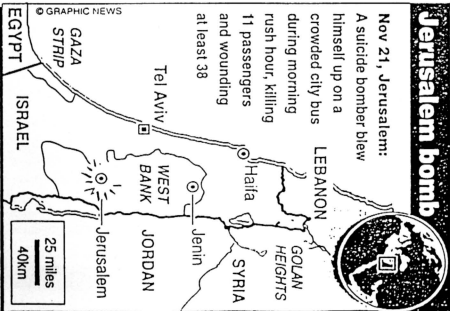 Jerusalem bomb
Nov 21, Jerusalem:
A suicide bomber blew
himself up on a
crowded city bus
during morning
rush hour, killing
11 passengers
and wounding
at least 38
LEBANON
GOLAN
HEIGHTS
SYRIA
Haifa
Jenin
Tel Aviv
WEST
BANK
JORDAN
Jerusalem
GAZA
STRIP
ISRAEL
EGYPT
25 miles
40km
© GRAPHIC NEWS